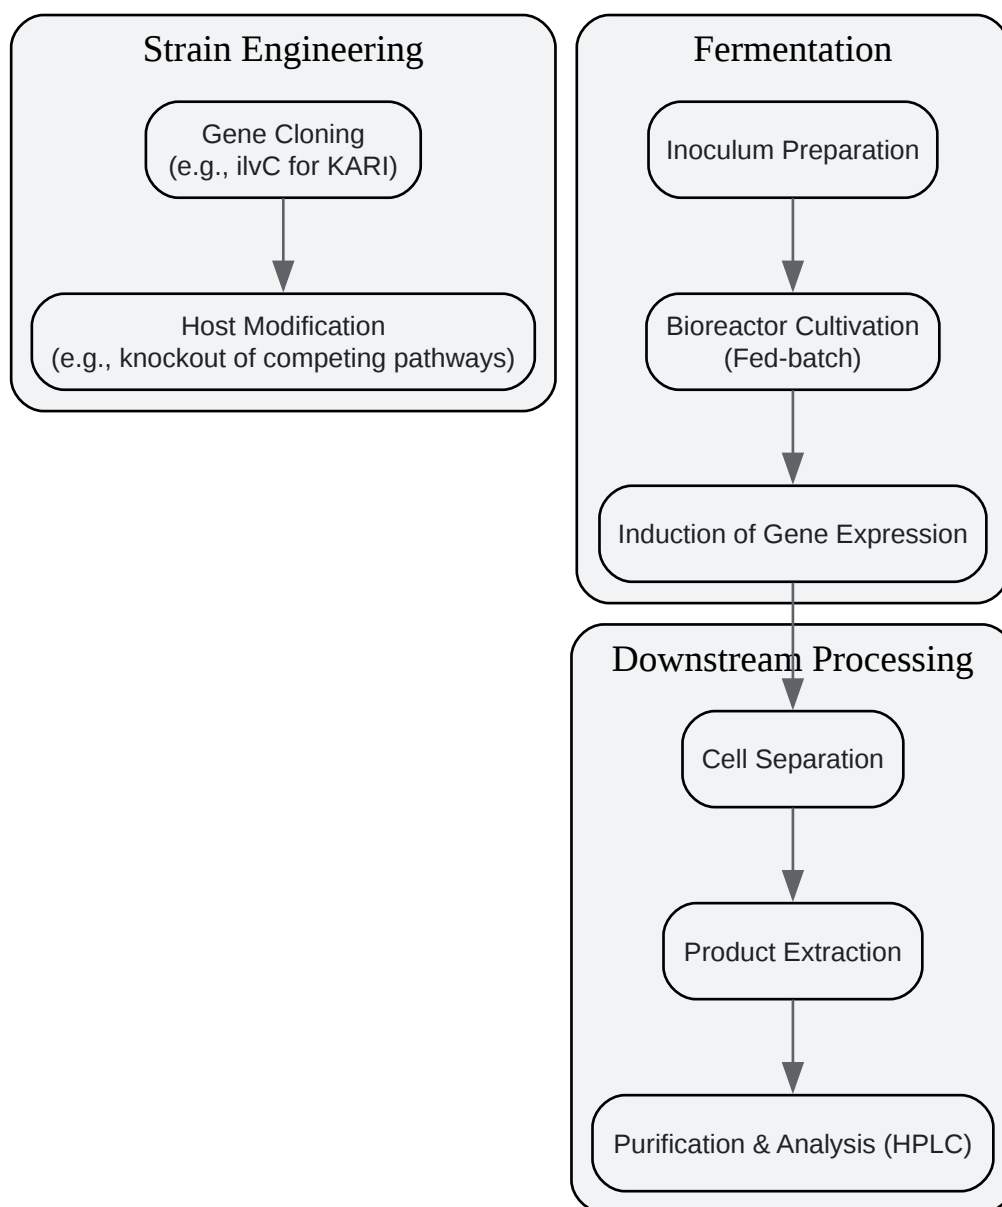 Strain Engineering
Gene Cloning
(e.g., ilvC for KARI)
Host Modification
(e.g., knockout of competing pathways)
Fermentation
Inoculum Preparation
Bioreactor Cultivation
(Fed-batch)
Induction of Gene Expression
Downstream Processing
Cell Separation
Product Extraction
Purification & Analysis (HPLC)